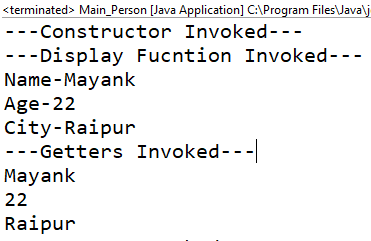 <terminated> Main_Person [Java Application] C:\Program Files\Java\j
---Constructor Invoked---
---Display Fucntion Invoked---
Name-Mayank
Age-22
City-Raipur
---Getters Invoked---
Mayank
22
Raipur